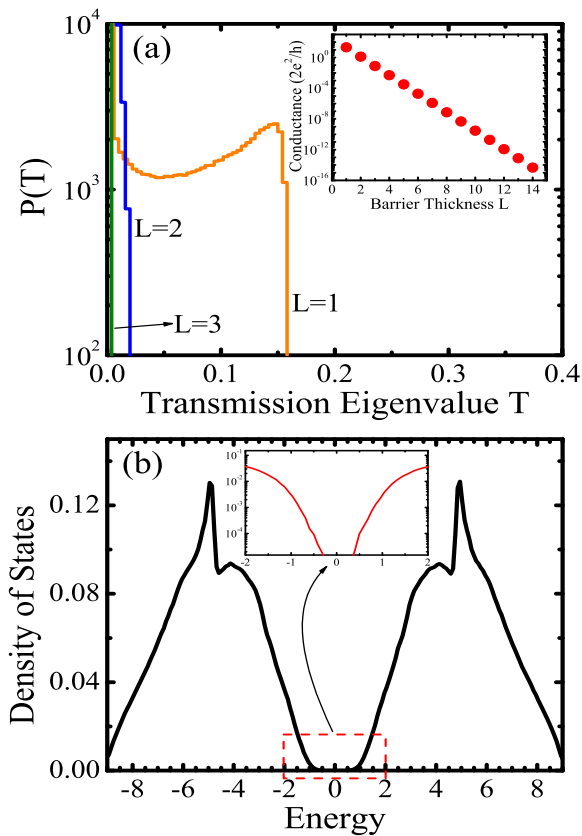 (a)
10^4
10^3
10^2
P(T)
L=2
L=3
L=1
0.0 0.1 0.2 0.3 0.4
Transmission Eigenvalue T
Conductance (2e^2/h)
10^0
10^-4
10^-8
10^-12
10^-16
0 2 4 6 8 10 12 14
Barrier Thickness L
(b)
Density of States
0.12
0.08
0.04
0.00
10^-1
10^-2
10^-3
10^-4
-2 -1 0 1 2
-8 -6 -4 -2 0 2 4 6 8
Energy